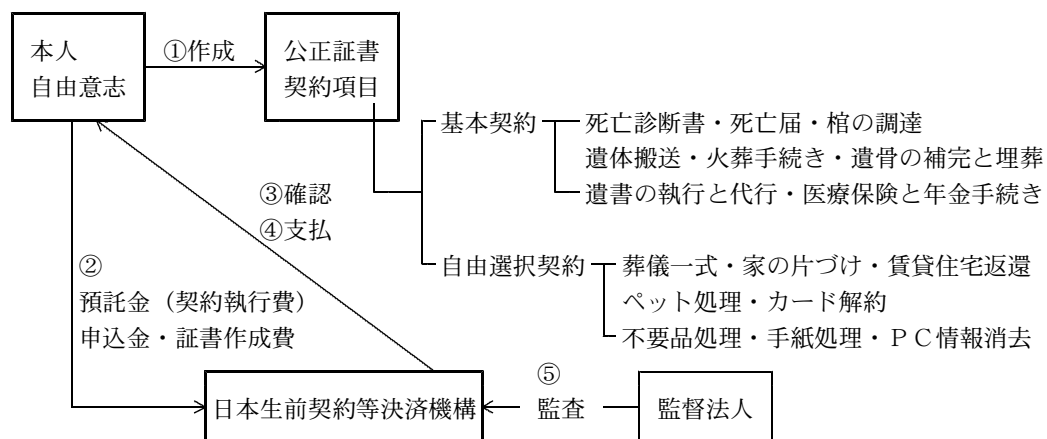 本人
自由意志
①作成
公正証書
契約項目
基本契約
死亡診断書・死亡届・棺の調達
遺体搬送・火葬手続き・遺骨の補完と埋葬
遺書の執行と代行・医療保険と年金手続き
③確認
④支払
自由選択契約
葬儀一式・家の片づけ・賃貸住宅返還
ペット処理・カード解約
不要品処理・手紙処理・ＰＣ情報消去
②
預託金（契約執行費）
申込金・証書作成費
日本生前契約等決済機構
⑤
監査
監督法人